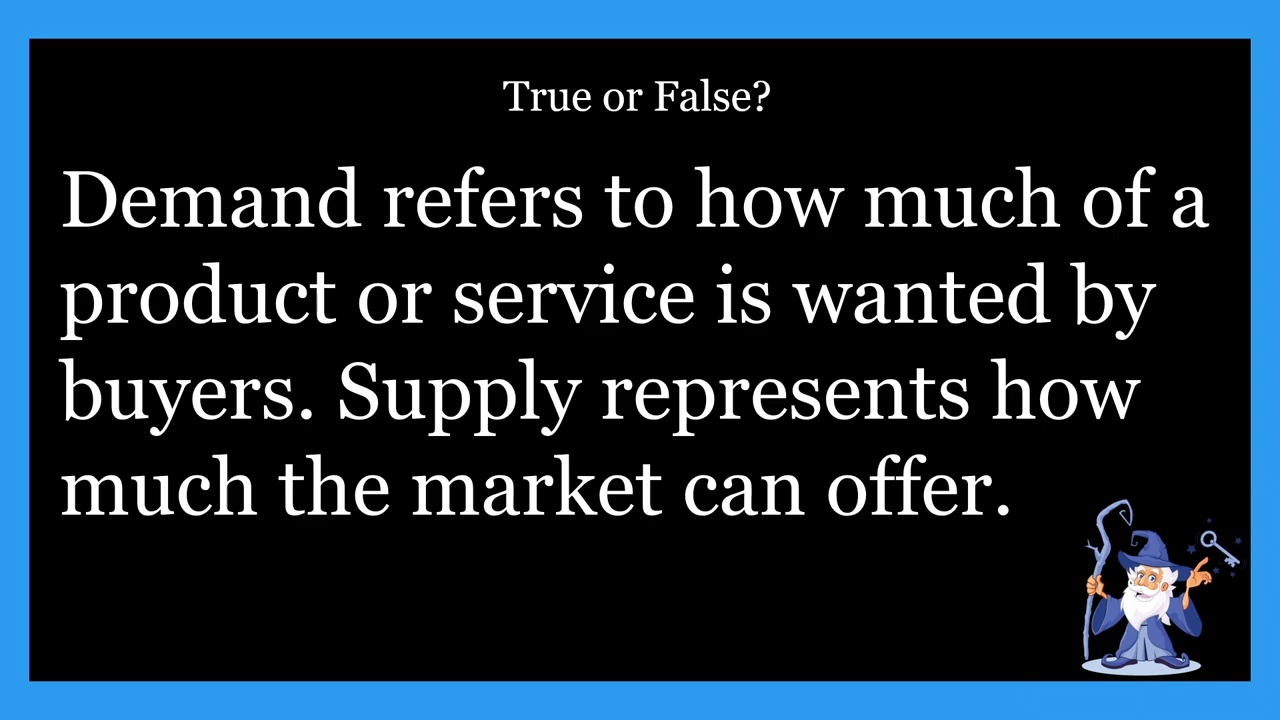 True or False?
Demand refers to how much of a
product or service is wanted by
buyers. Supply represents how
much the market can offer.